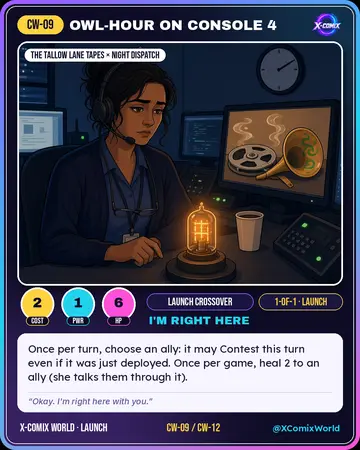 CW-09
OWL-HOUR ON CONSOLE 4
X-COMIX
THE TALLOW LANE TAPES × NIGHT DISPATCH
2
COST
1
PWR
6
HP
LAUNCH CROSSOVER
1-OF-1 · LAUNCH
I'M RIGHT HERE
Once per turn, choose an ally: it may Contest this turn
even if it was just deployed. Once per game, heal 2 to an
ally (she talks them through it).
"Okay. I'm right here with you."
X-COMIX WORLD · LAUNCH
CW-09 / CW-12
@XComixWorld